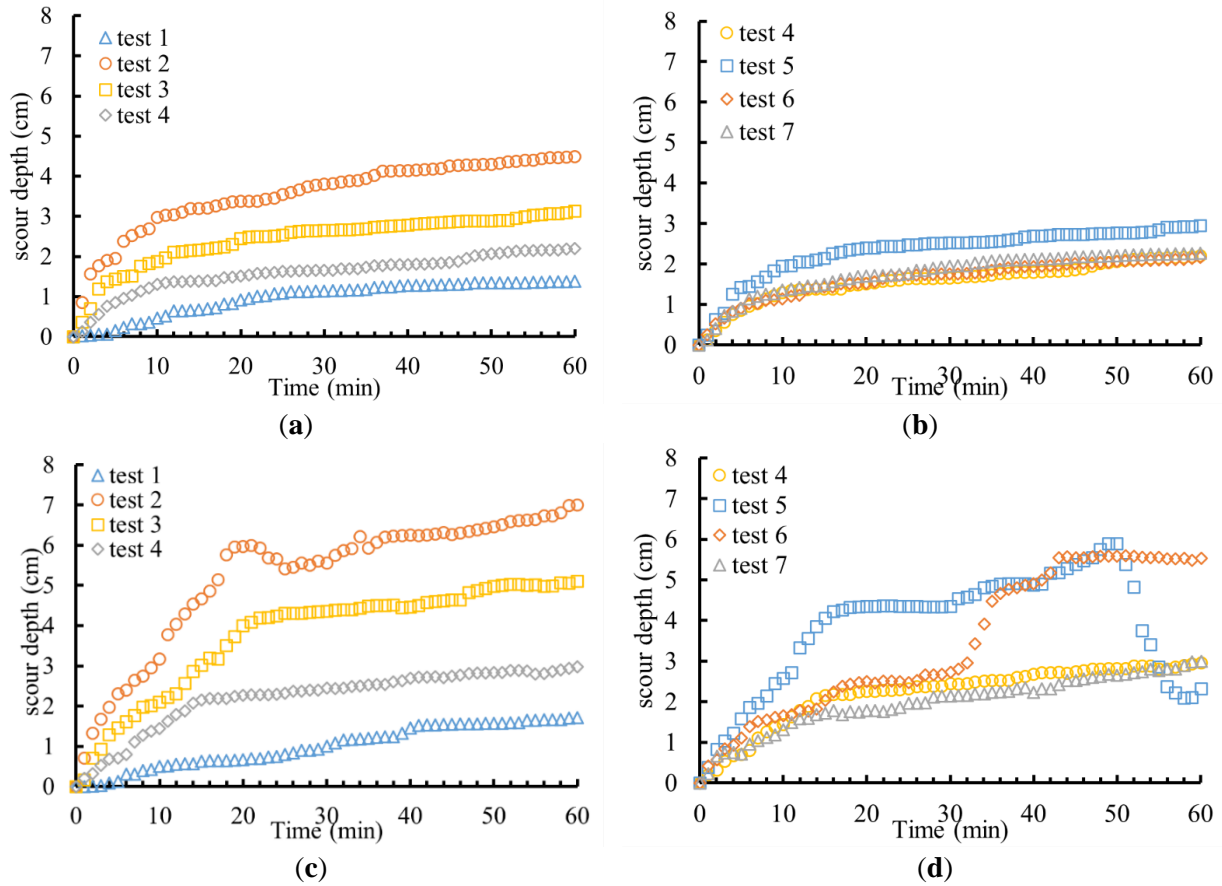 8
7
6
5
4
3
2
1
0
scour depth (cm)
test 1
test 2
test 3
test 4
0 10 20 30 40 50 60
Time (min)
(a)
8
7
6
5
4
3
2
1
0
scour depth (cm)
test 4
test 5
test 6
test 7
0 10 20 30 40 50 60
Time (min)
(b)
8
7
6
5
4
3
2
1
0
scour depth (cm)
test 1
test 2
test 3
test 4
0 10 20 30 40 50 60
Time (min)
(c)
8
7
6
5
4
3
2
1
0
scour depth (cm)
test 4
test 5
test 6
test 7
0 10 20 30 40 50 60
Time (min)
(d)